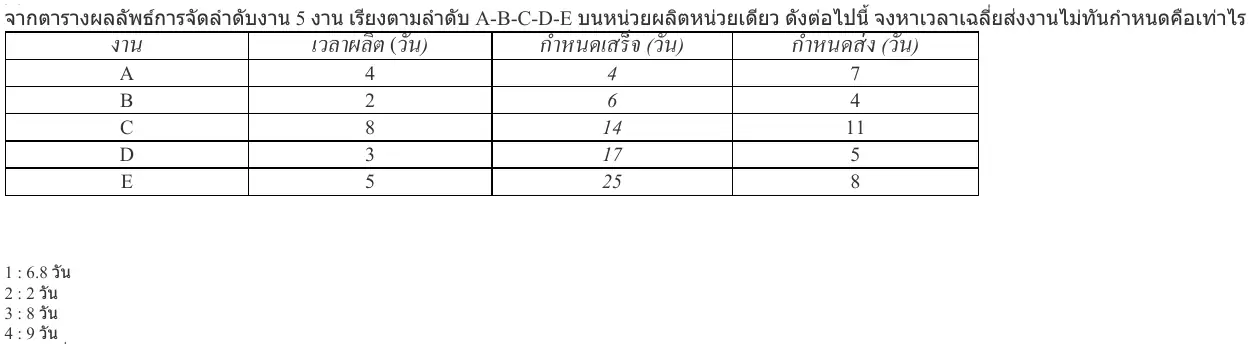 จากตารางผลลัพธ์การจัดลำดับงาน 5 งาน เรียงตามลำดับ A-B-C-D-E บนหน่วยผลิตหน่วยเดียว ดังต่อไปนี้ จงหาเวลาเฉลี่ยส่งงานไม่ทันกำหนดคือเท่าไร
งาน เวลาผลิต (วัน) กำหนดเสร็จ (วัน) กำหนดส่ง (วัน)
A 4 4 7
B 2 6 4
C 8 14 11
D 3 17 5
E 5 25 8
1 : 6.8 วัน
2 : 2 วัน
3 : 8 วัน
4 : 9 วัน